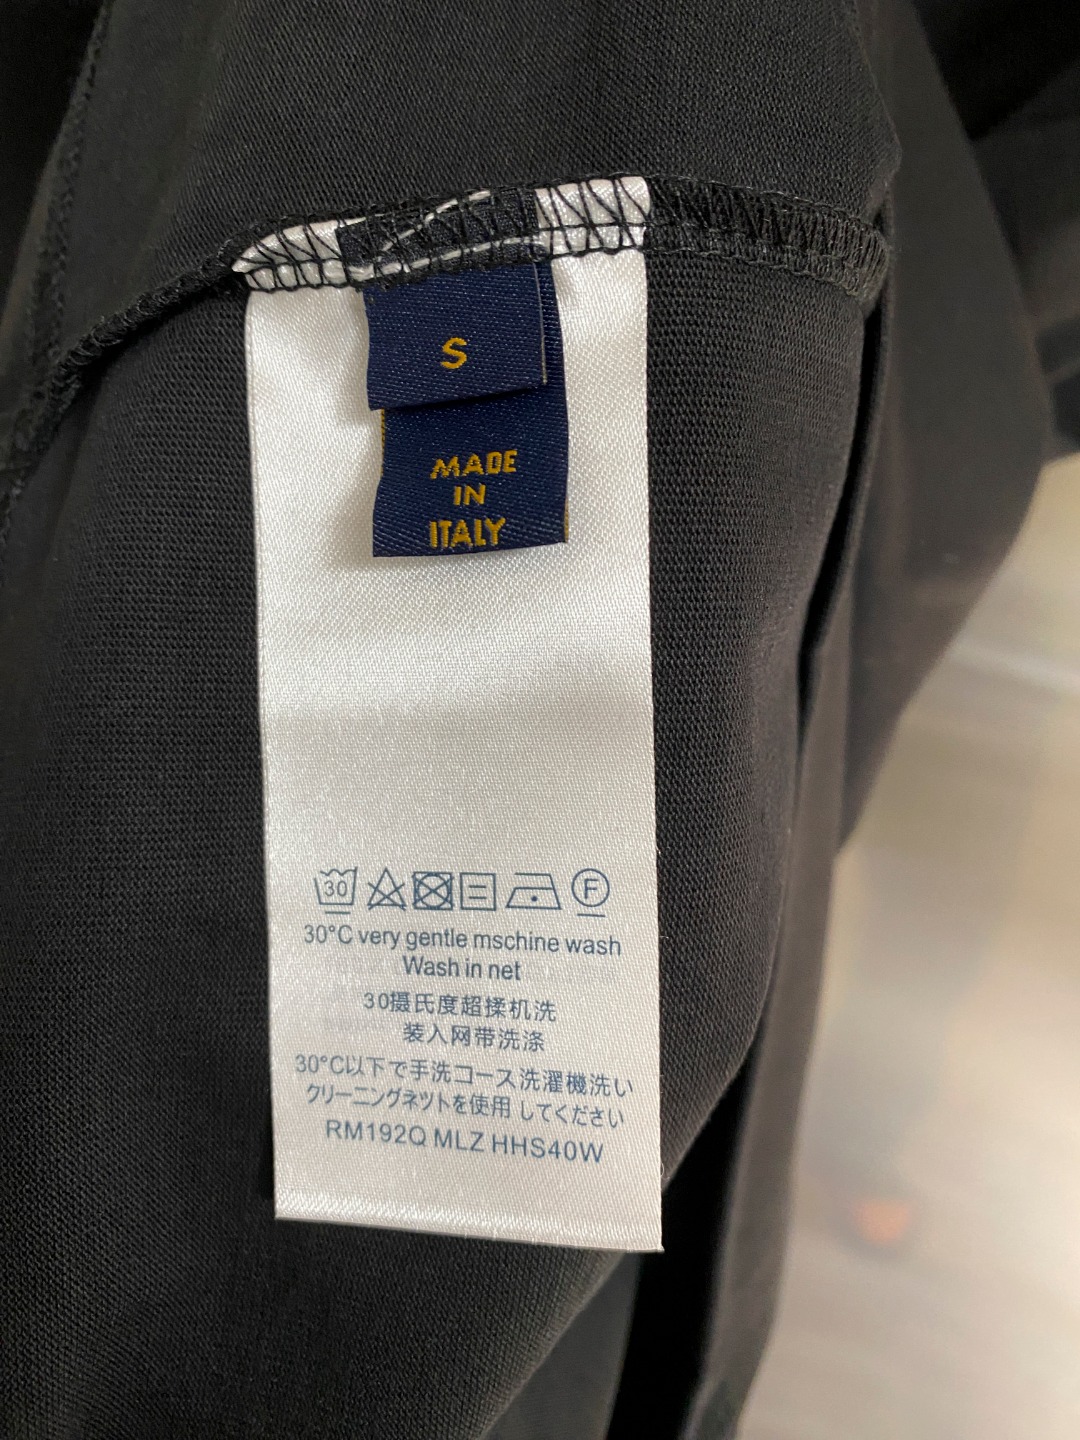 S
MADE
IN
ITALY
30
F
30°C very gentle mschine wash
Wash in net
30摄氏度超揉机洗
装入网带洗涤
30°C以下で手洗コース洗濯機洗い
クリーニングネツトを使用 してください
RM192Q MLZ HHS40W